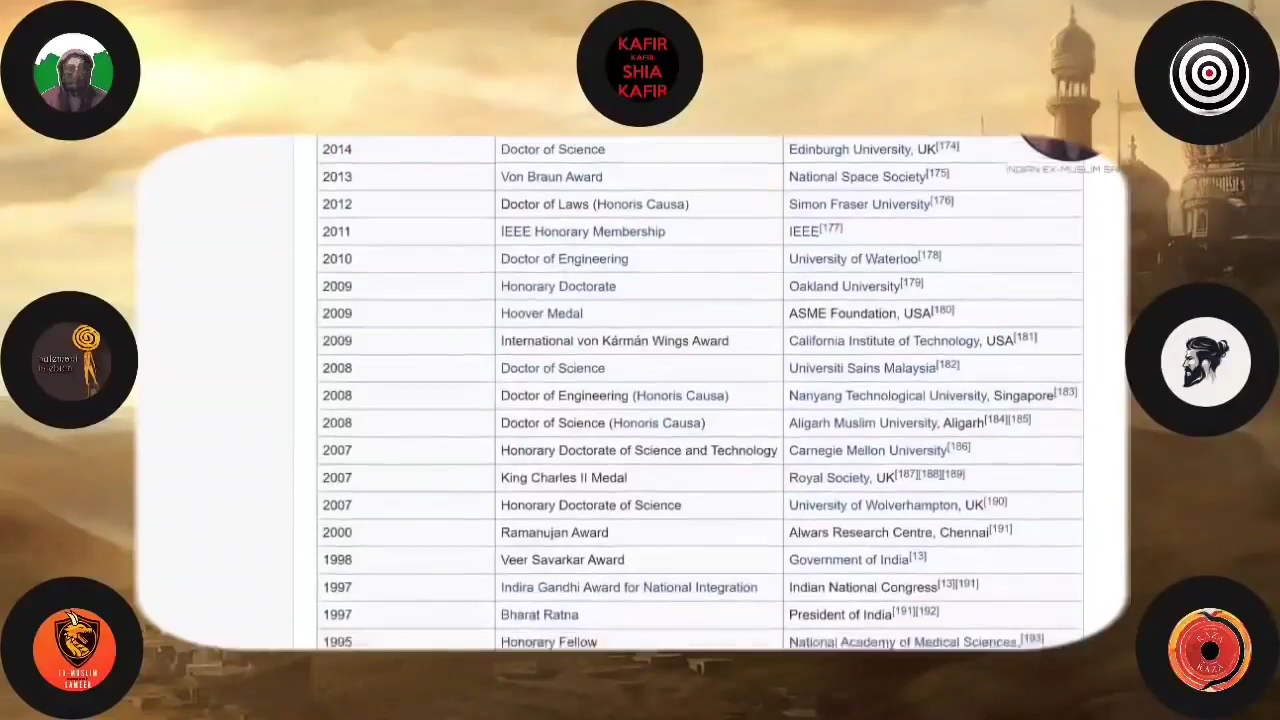 KAFIR
KAFIR
SHIA
KAFIR
INDIAN EX-MUSLIM
2014 Doctor of Science Edinburgh University, UK[174]
2013 Von Braun Award National Space Society[175]
2012 Doctor of Laws (Honoris Causa) Simon Fraser University[176]
2011 IEEE Honorary Membership IEEE[177]
2010 Doctor of Engineering University of Waterloo[178]
2009 Honorary Doctorate Oakland University[179]
2009 Hoover Medal ASME Foundation, USA[180]
2009 International von Kármán Wings Award California Institute of Technology, USA[181]
2008 Doctor of Science Universiti Sains Malaysia[182]
2008 Doctor of Engineering (Honoris Causa) Nanyang Technological University, Singapore[183]
2008 Doctor of Science (Honoris Causa) Aligarh Muslim University, Aligarh[184][185]
2007 Honorary Doctorate of Science and Technology Carnegie Mellon University[186]
2007 King Charles II Medal Royal Society, UK[187][188][189]
2007 Honorary Doctorate of Science University of Wolverhampton, UK[190]
2000 Ramanujan Award Alwars Research Centre, Chennai[191]
1998 Veer Savarkar Award Government of India[13]
1997 Indira Gandhi Award for National Integration Indian National Congress[13][191]
1997 Bharat Ratna President of India[191][192]
1995 Honorary Fellow National Academy of Medical Sciences,[193]
EX-MUSLIM
SAMEER